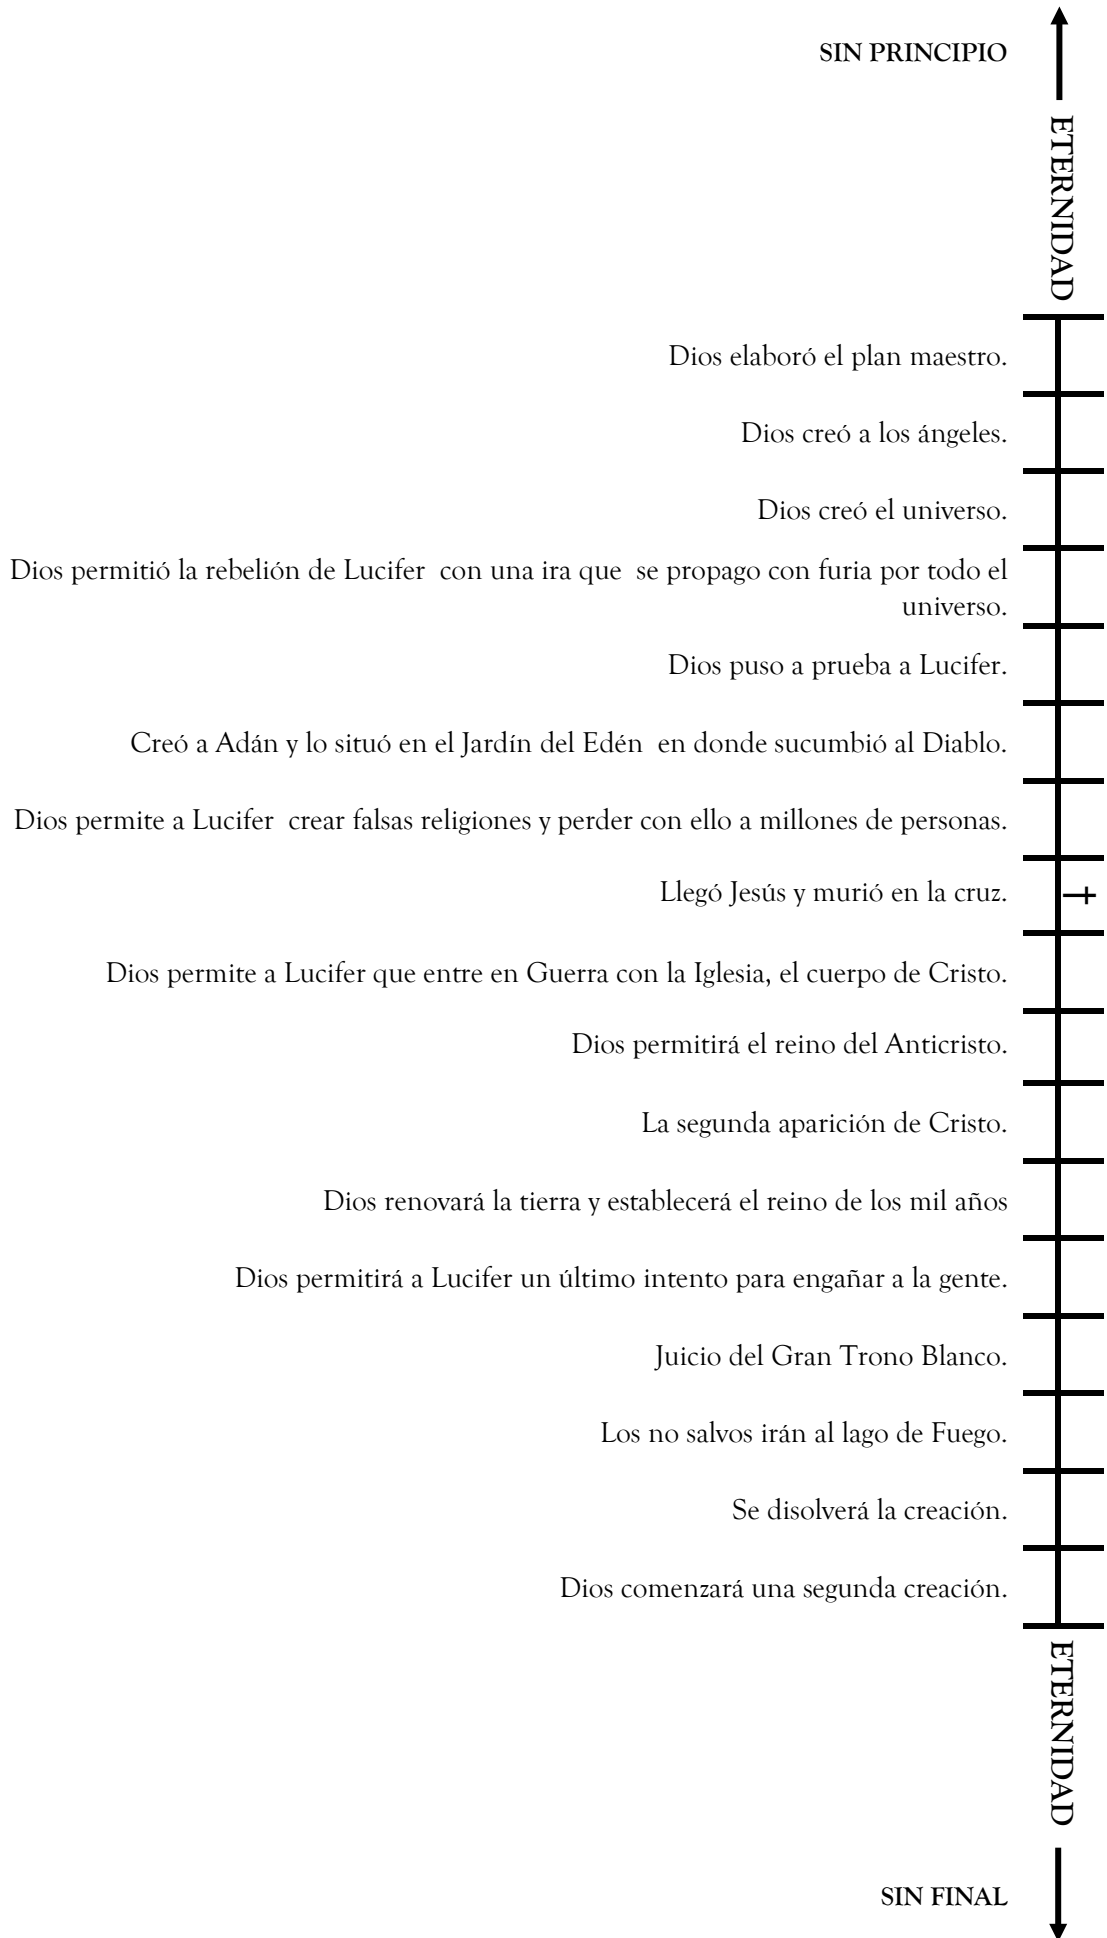 SIN PRINCIPIO
ETERNIDAD
Dios elaboró el plan maestro.
Dios creó a los ángeles.
Dios creó el universo.
Dios permitió la rebelión de Lucifer  con una ira que  se propago con furia por todo el
universo.
Dios puso a prueba a Lucifer.
Creó a Adán y lo situó en el Jardín del Edén  en donde sucumbió al Diablo.
Dios permite a Lucifer  crear falsas religiones y perder con ello a millones de personas.
Llegó Jesús y murió en la cruz.
Dios permite a Lucifer que entre en Guerra con la Iglesia, el cuerpo de Cristo.
Dios permitirá el reino del Anticristo.
La segunda aparición de Cristo.
Dios renovará la tierra y establecerá el reino de los mil años
Dios permitirá a Lucifer un último intento para engañar a la gente.
Juicio del Gran Trono Blanco.
Los no salvos irán al lago de Fuego.
Se disolverá la creación.
Dios comenzará una segunda creación.
ETERNIDAD
SIN FINAL